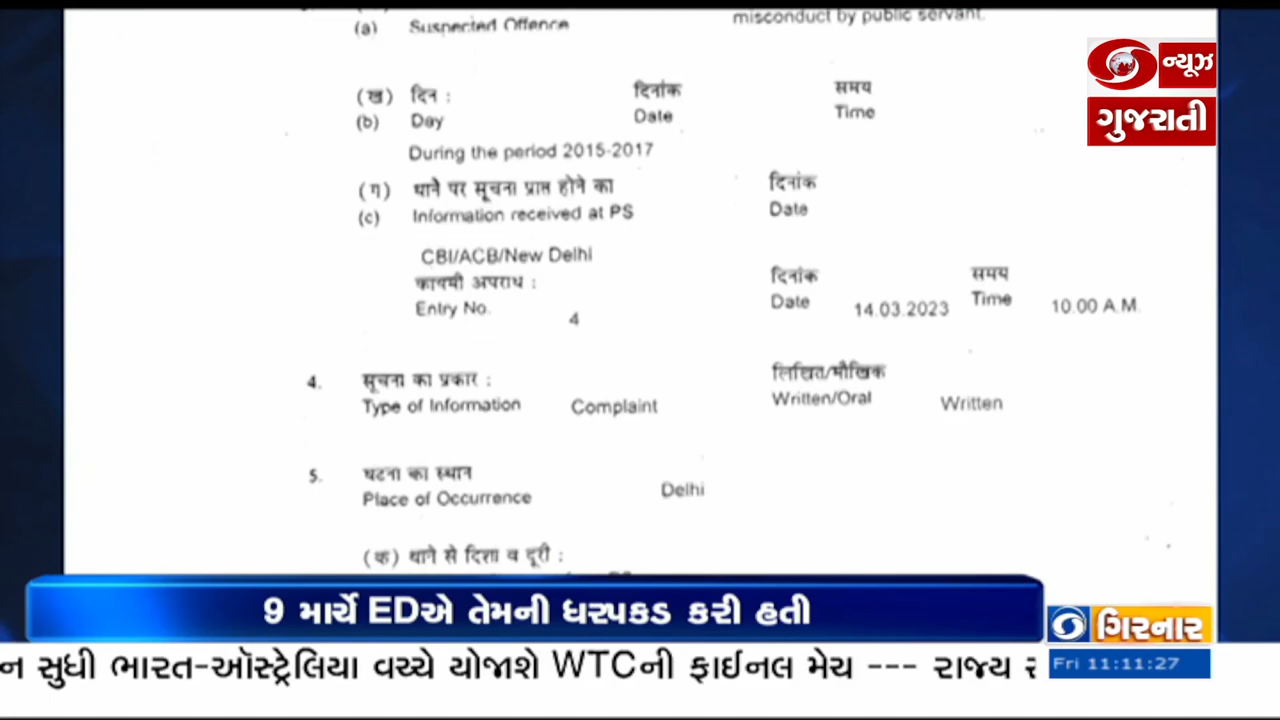 misconduct by public servant.
(a) Suspected Offence
ન્યૂઝ
ગુજરાતી
(ख) दिन : दिनांक समय
(b) Day Date Time
During the period 2015-2017
(ग) थाने पर सूचना प्राप्त होने का दिनांक
(c) Information received at PS Date
CBI/ACB/New Delhi
कायमी अपराध : दिनांक समय
Entry No. 4 Date 14.03.2023 Time 10.00 A.M.
4. सूचना का प्रकार : लिखित/मौखिक
Type of Information Complaint Written/Oral Written
5. घटना का स्थान
Place of Occurrence Delhi
(क) थाने से दिशा व दूरी :
9 માર્ચે EDએ તેમની ધરપકડ કરી હતી
ગિરનાર
ન સુધી ભારત-ઑસ્ટ્રેલિયા વચ્ચે યોજાશે WTCની ફાઈનલ મેચ --- રાજ્ય
Fri 11:11:27